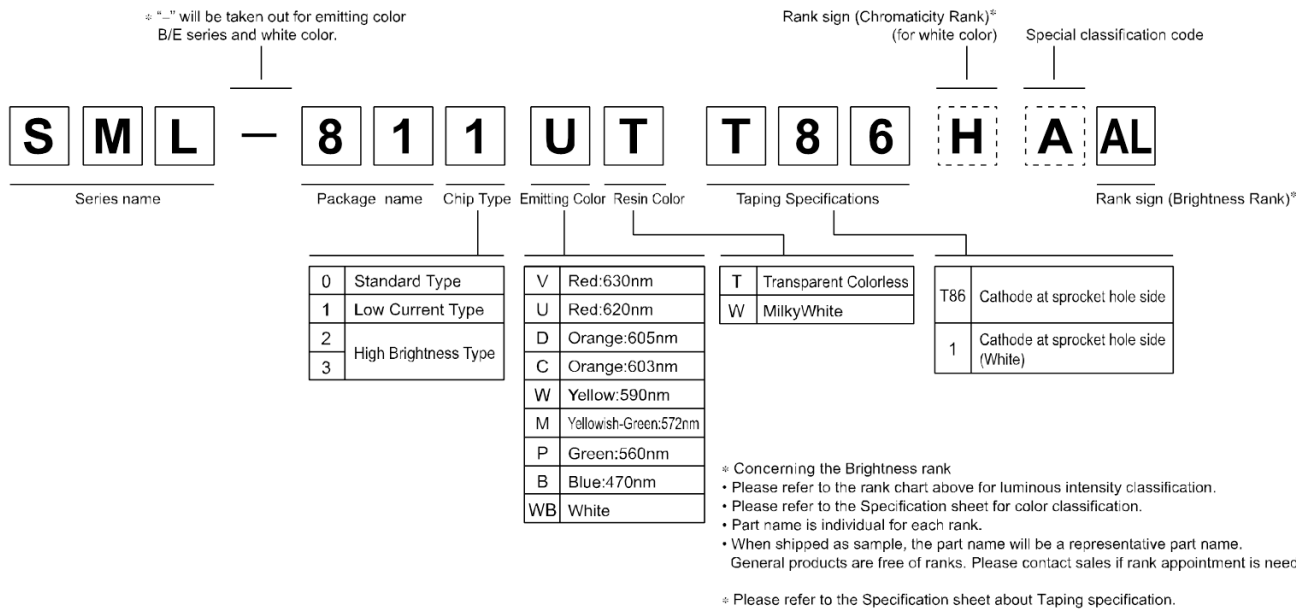 * “–” will be taken out for emitting color
B/E series and white color.
Rank sign (Chromaticity Rank)*
(for white color)
Special classification code
S M L – 8 1 1 U T T 8 6 H A AL
Series name
Package name
Chip Type
Emitting Color
Resin Color
Taping Specifications
Rank sign (Brightness Rank)*
0 Standard Type
1 Low Current Type
2
3
High Brightness Type
V Red:630nm
U Red:620nm
D Orange:605nm
C Orange:603nm
W Yellow:590nm
M Yellowish-Green:572nm
P Green:560nm
B Blue:470nm
WB White
T Transparent Colorless
W MilkyWhite
T86 Cathode at sprocket hole side
1 Cathode at sprocket hole side
(White)
* Concerning the Brightness rank
• Please refer to the rank chart above for luminous intensity classification.
• Please refer to the Specification sheet for color classification.
• Part name is individual for each rank.
• When shipped as sample, the part name will be a representative part name.
General products are free of ranks. Please contact sales if rank appointment is
* Please refer to the Specification sheet about Taping specification.